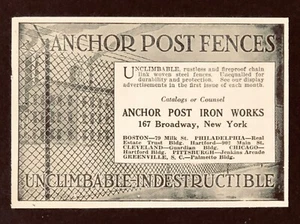 ANCHOR POST FENCES
UNCLIMBABLE, rustless and fireproof chain
link woven steel fences. Unequalled for
durability and protection. See our display
advertisements in the first issue of each month.
Catalogs or Counsel
ANCHOR POST IRON WORKS
167 Broadway, New York
BOSTON—79 Milk St. PHILADELPHIA—Real
Estate Trust Bldg. Hartford—902 Main St.
CLEVELAND—Guardian Bldg. CHICAGO—
Hartford Bldg. PITTSBURGH—Jenkins Arcade
GREENVILLE, S. C.—Palmetto Bldg.
UNCLIMBABLE-INDESTRUCTIBLE